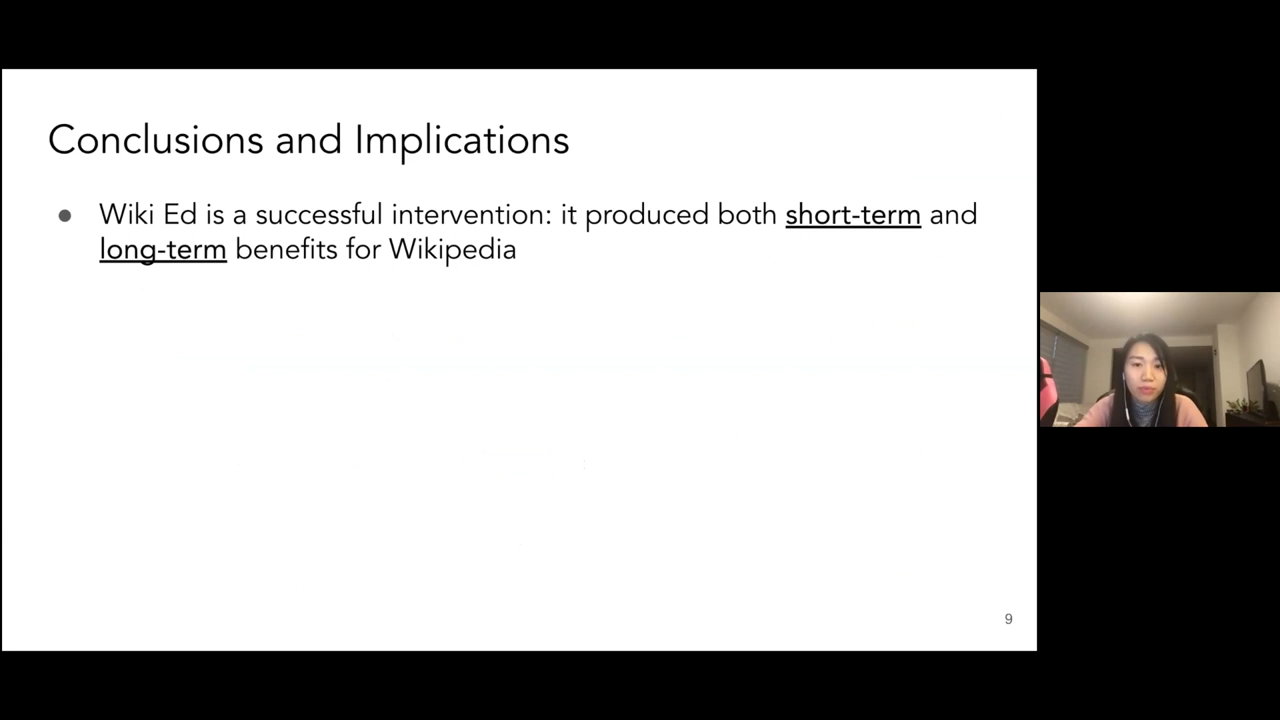 Conclusions and Implications
● Wiki Ed is a successful intervention: it produced both short-term and
long-term benefits for Wikipedia
9